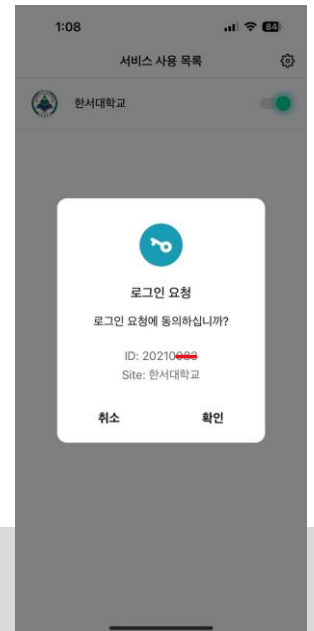 1:08
84
서비스 사용 목록
한서대학교
로그인 요청
로그인 요청에 동의하십니까?
ID: 20210
Site: 한서대학교
취소 확인